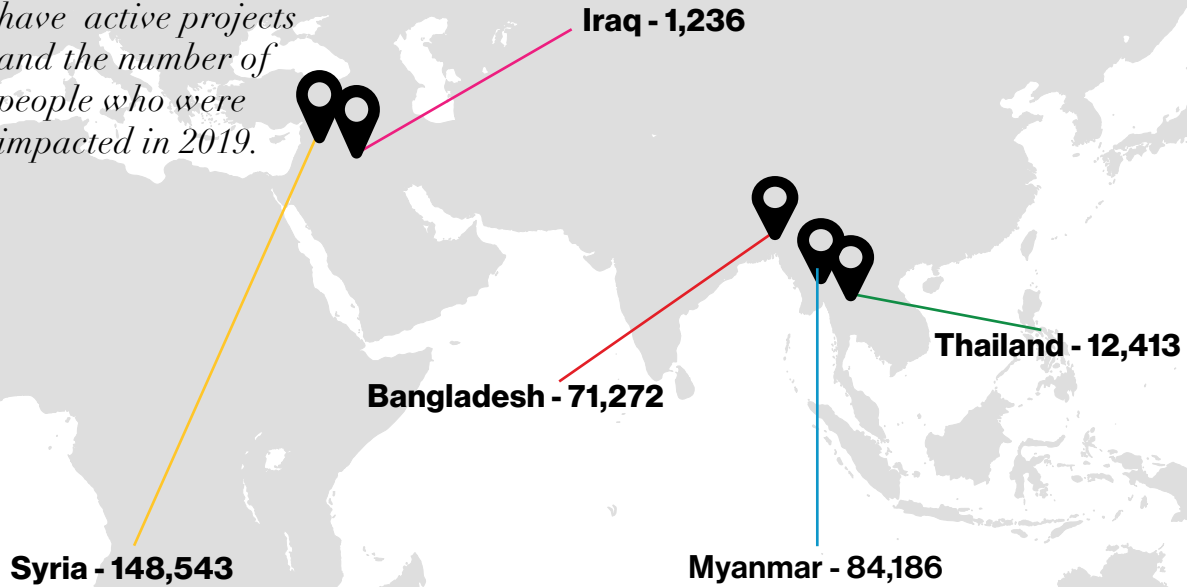 have active projects
and the number of
people who were
impacted in 2019.
Iraq - 1,236
Thailand - 12,413
Bangladesh - 71,272
Syria - 148,543
Myanmar - 84,186